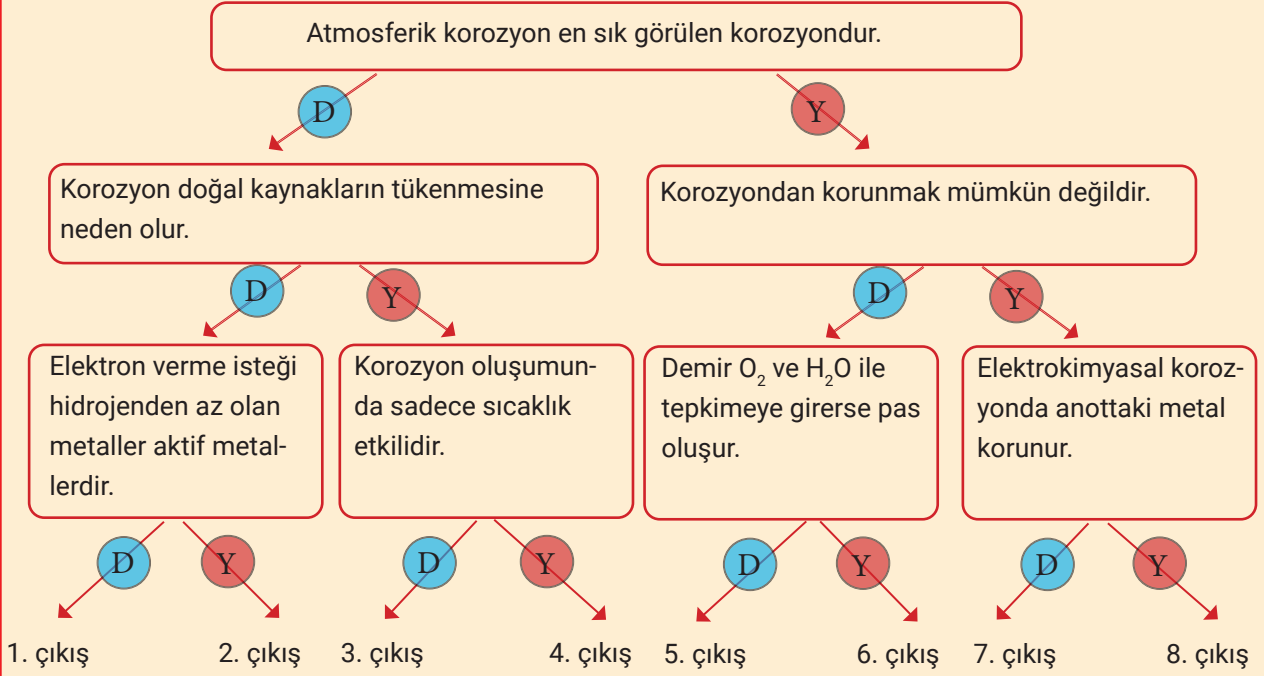 Atmosferik korozyon en sık görülen korozyondur.
D
Y
Korozyon doğal kaynakların tükenmesine
neden olur.
Korozyondan korunmak mümkün değildir.
D
Y
D
Y
Elektron verme isteği
hidrojenden az olan
metaller aktif metal-
lerdir.
Korozyon oluşumun-
da sadece sıcaklık
etkilidir.
Demir O₂ ve H₂O ile
tepkimeye girerse pas
oluşur.
Elektrokimyasal koroz-
yonda anottaki metal
korunur.
D
Y
D
Y
D
Y
D
Y
1. çıkış
2. çıkış
3. çıkış
4. çıkış
5. çıkış
6. çıkış
7. çıkış
8. çıkış